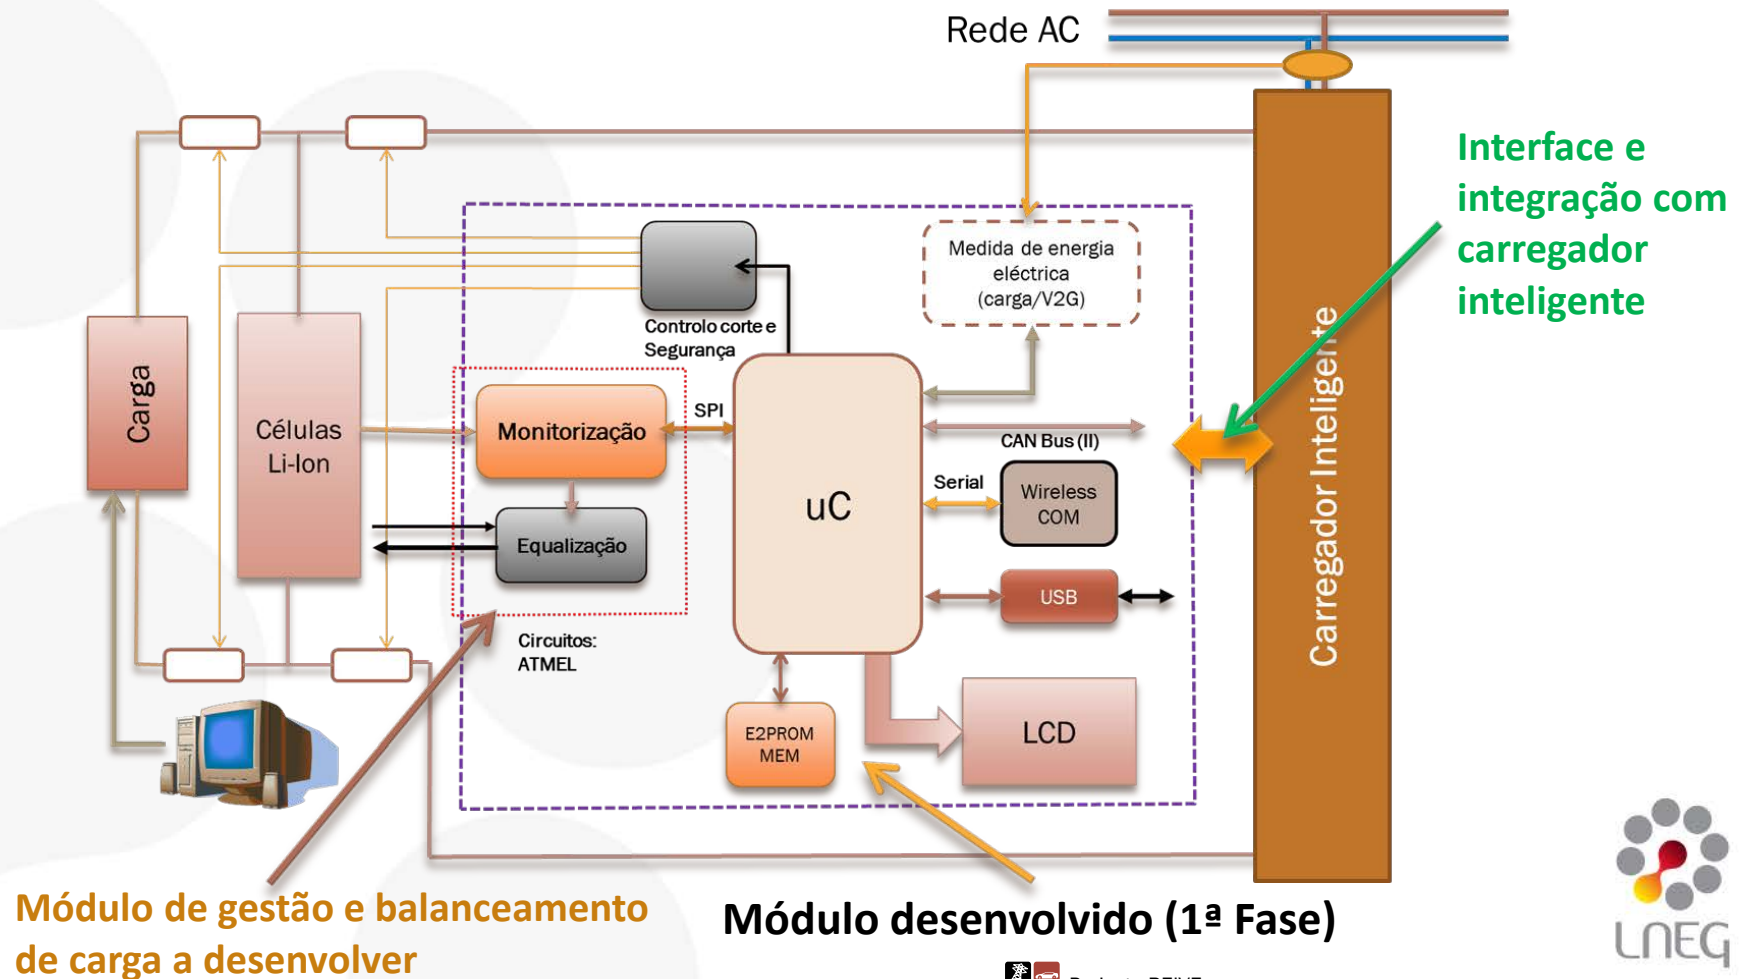 Rede AC
Interface e
integração com
carregador
inteligente
Medida de energia
eléctrica
(carga/V2G)
Controlo corte e
Segurança
Carga
Células
Li-Ion
Monitorização
SPI
Equalização
uC
CAN Bus (II)
Serial
Wireless
COM
USB
Carregador Inteligente
Circuitos:
ATMEL
E2PROM
MEM
LCD
Módulo de gestão e balanceamento
de carga a desenvolver
Módulo desenvolvido (1ª Fase)
LNEG